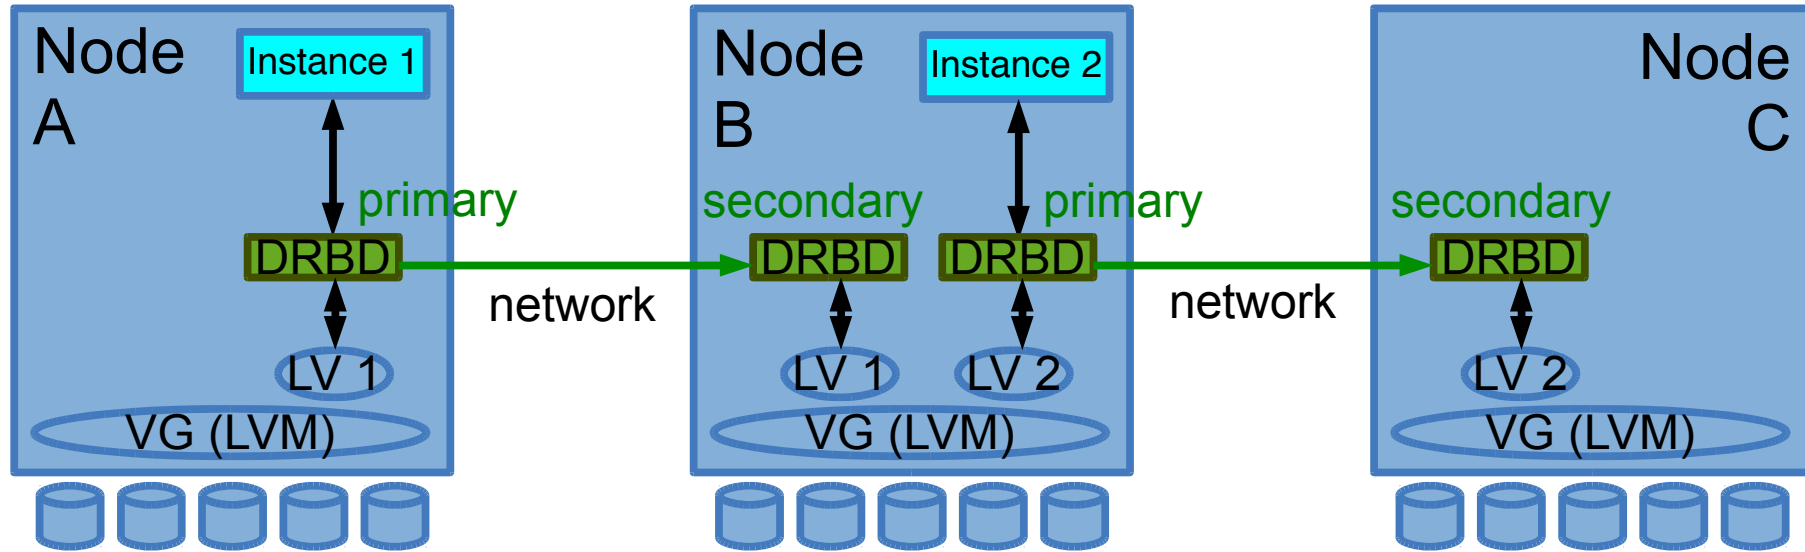 Node
A
Instance 1
primary
DRBD
LV 1
VG (LVM)
network
Node
B
Instance 2
secondary
primary
DRBD
DRBD
LV 1
LV 2
VG (LVM)
network
Node
C
secondary
DRBD
LV 2
VG (LVM)